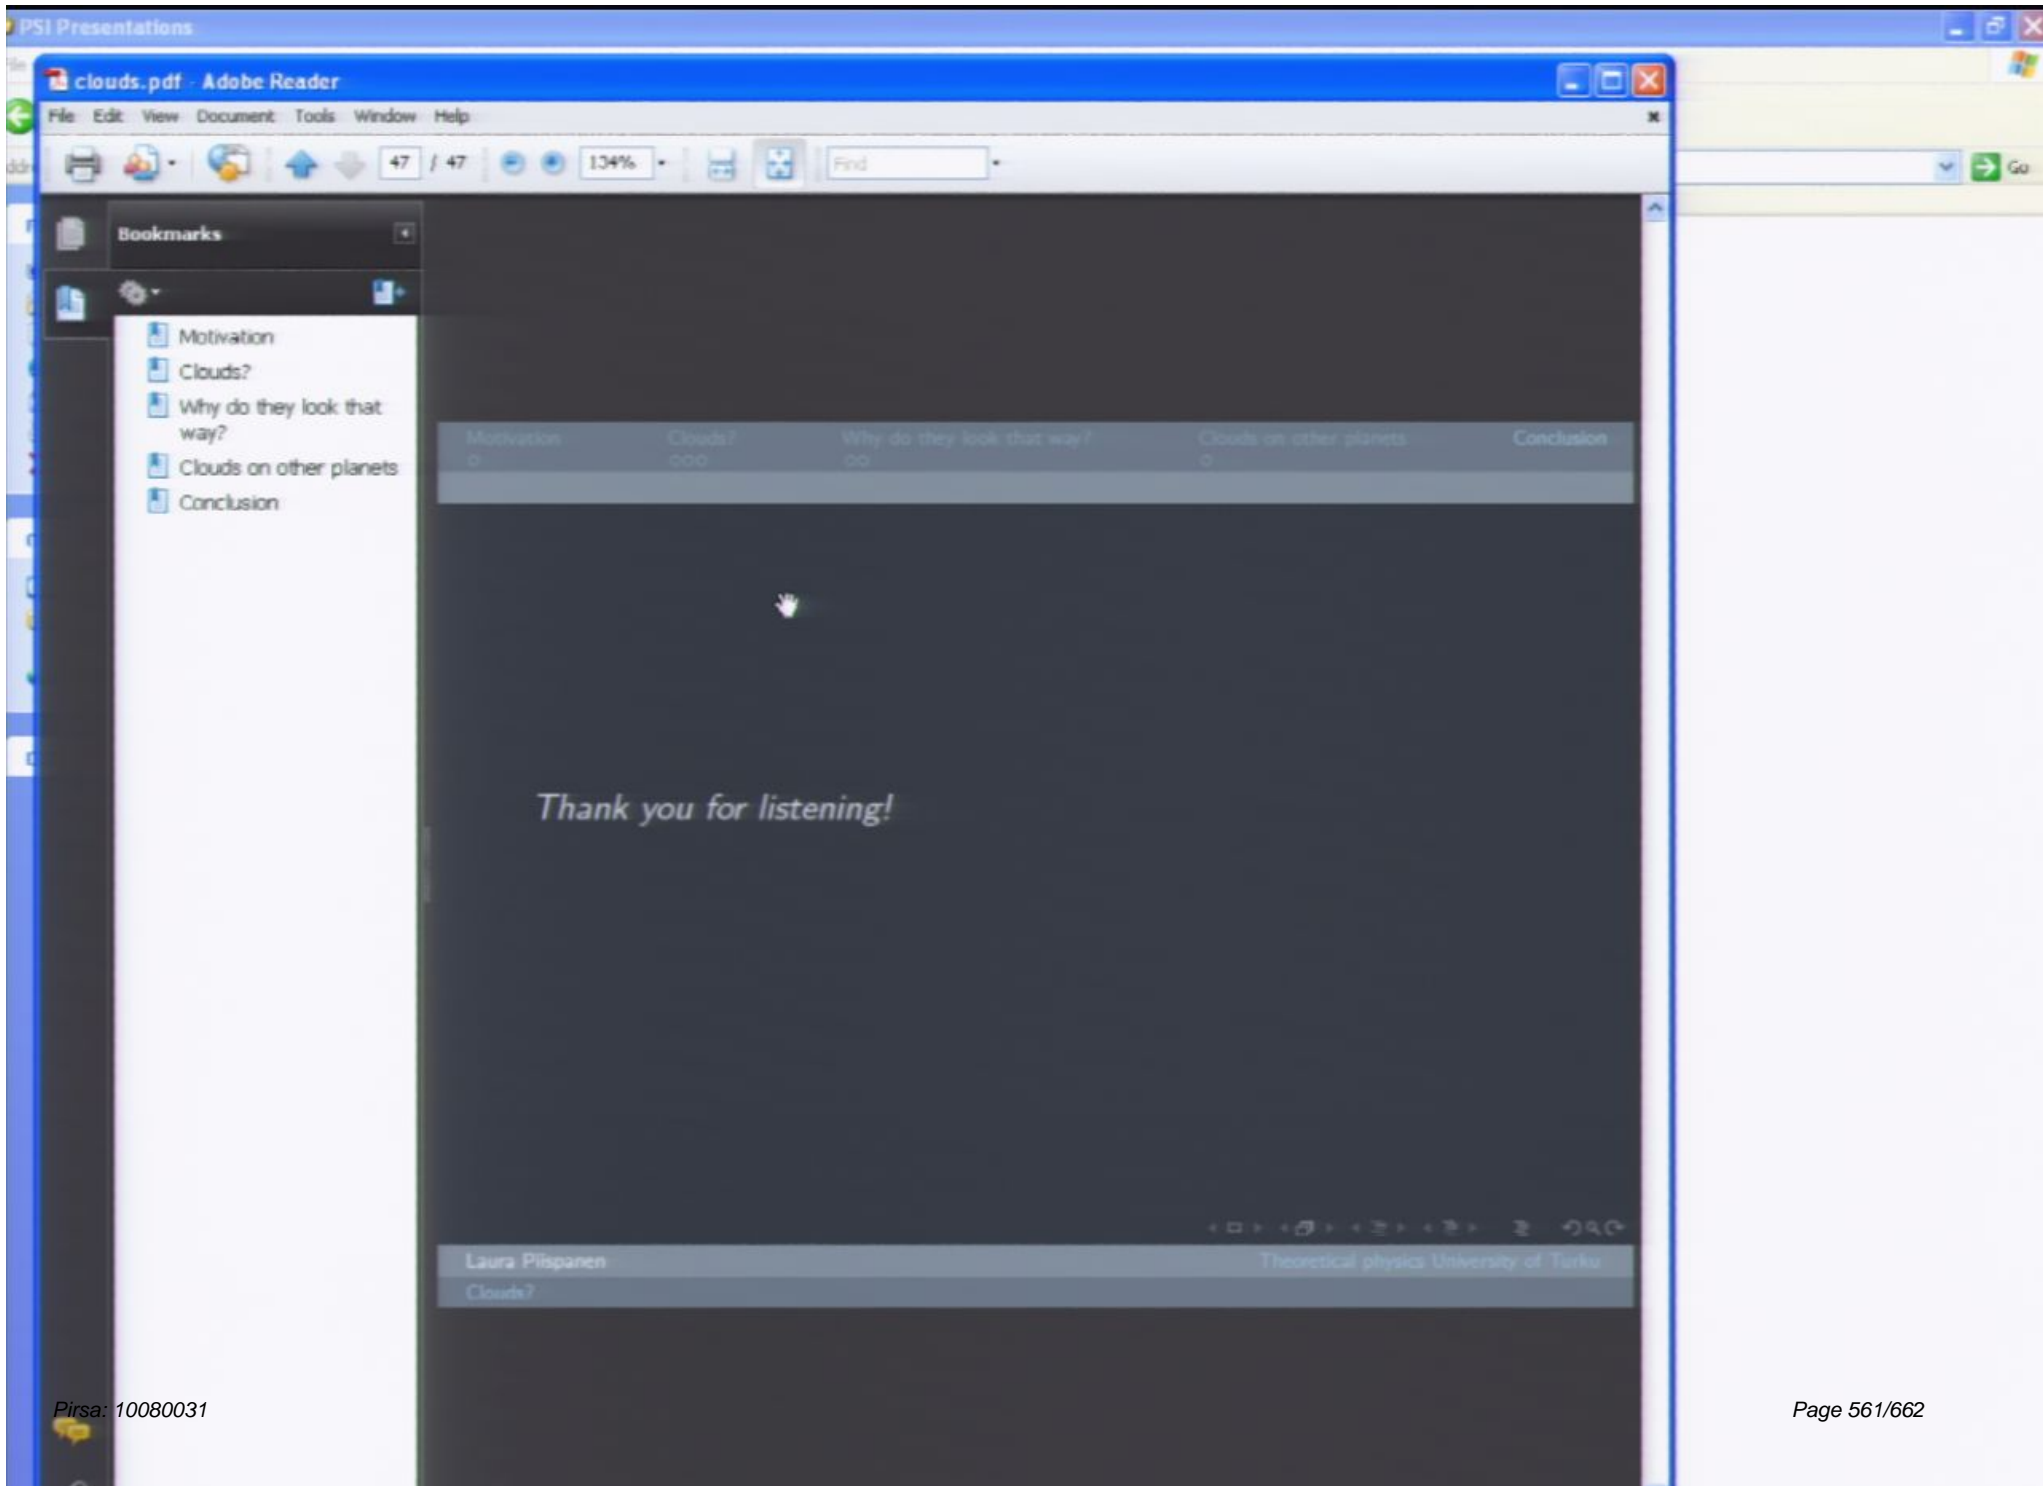 PSI Presentations
clouds.pdf - Adobe Reader
File Edit View Document Tools Window Help
47 / 47 134% Find
Go
Bookmarks
Motivation
Clouds?
Why do they look that
way?
Clouds on other planets
Conclusion
Motivation Clouds? Why do they look that way? Clouds on other planets Conclusion
Thank you for listening!
Laura Piispanen Theoretical physics University of Turku
Clouds?
Pirsa: 10080031 Page 561/662